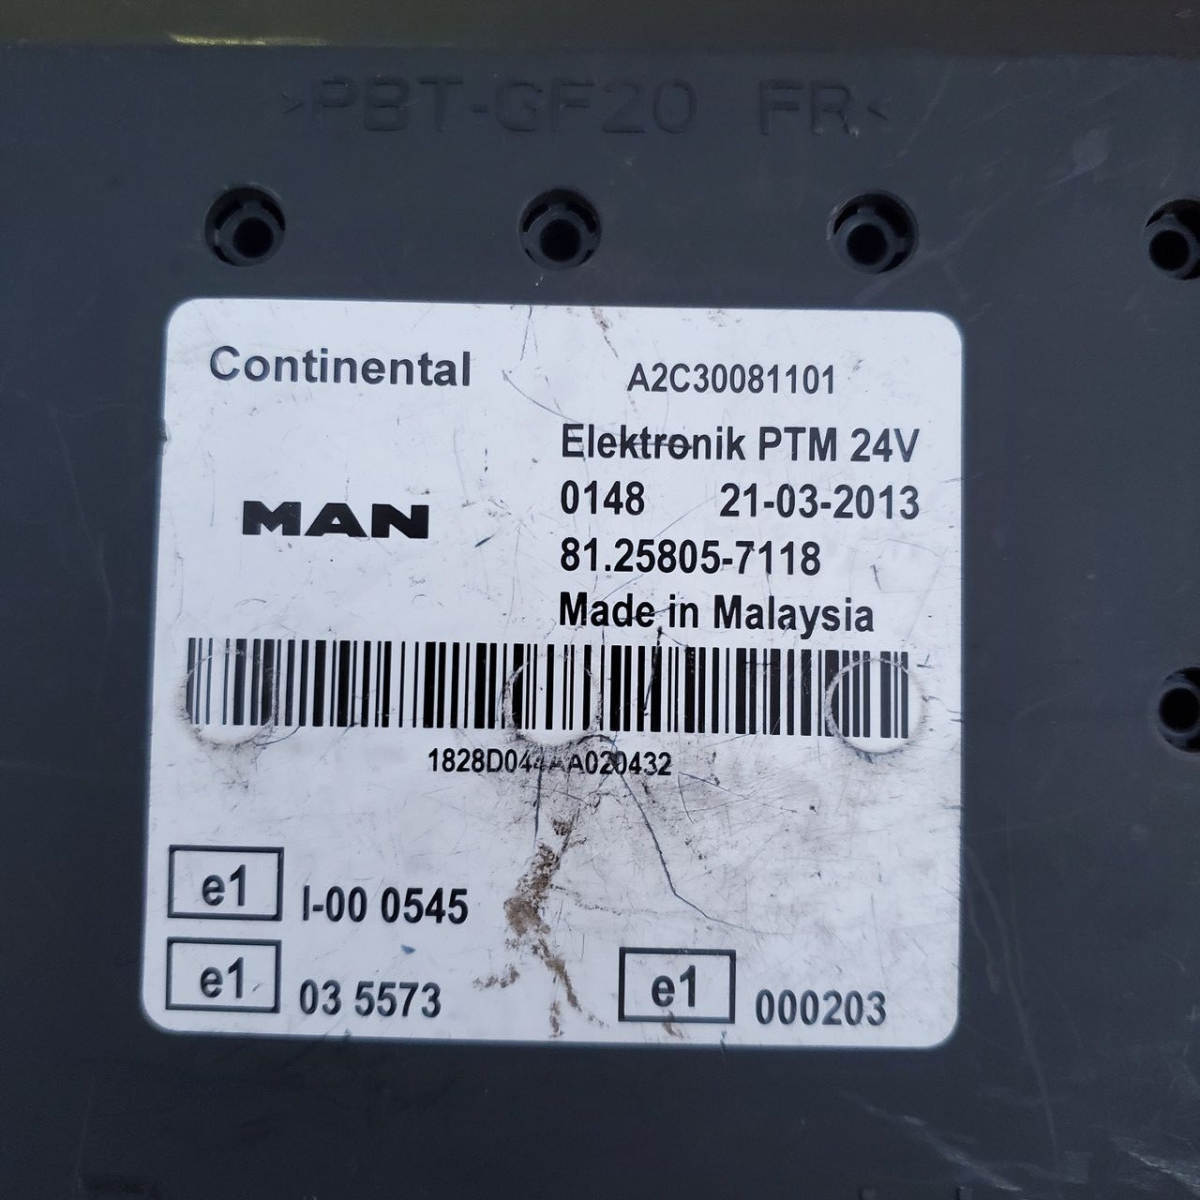 >PBT-GF20 FR<
Continental A2C30081101
Elektronik PTM 24V
0148 21-03-2013
MAN
81.25805-7118
Made in Malaysia
e1 I-00 0545
e1 03 5573
e1 000203